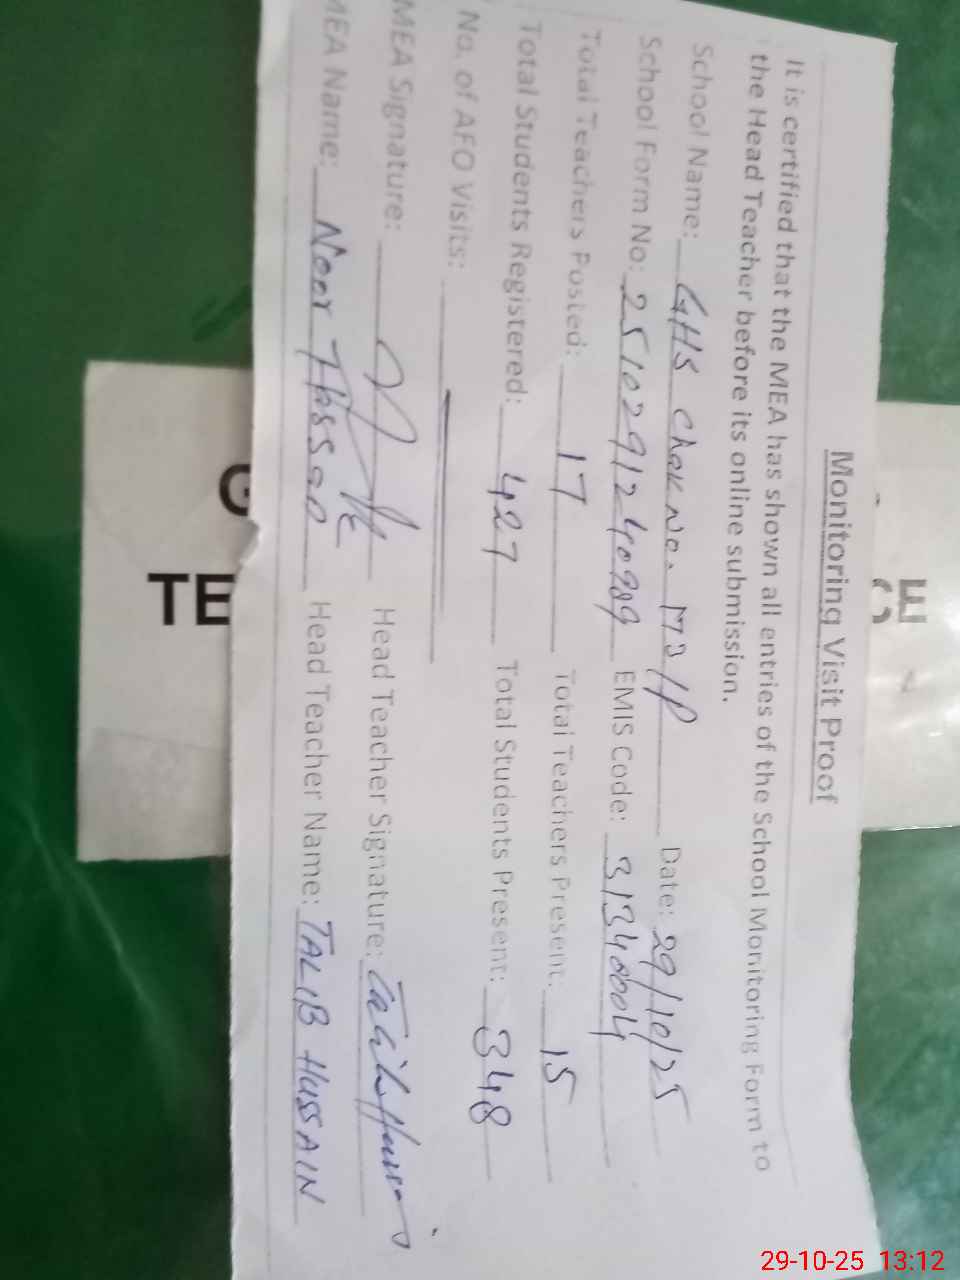 Monitoring Visit Proof
It is certified that the MEA has shown all entries of the School Monitoring Form to
the Head Teacher before its online submission.
School Name: GHS Chak No. 173/P Date: 29/10/25
School Form No: 2510291240989 EMIS Code: 31340004
Total Teachers Posted: 17 Total Teachers Present: 15
Total Students Registered: 427 Total Students Present: 348
No. of AEO Visits:
MEA Signature: Head Teacher Signature: Talib Hussain
MEA Name: Noor Hassan Head Teacher Name: TALIB HUSSAIN
G
TE
29-10-25 13:12